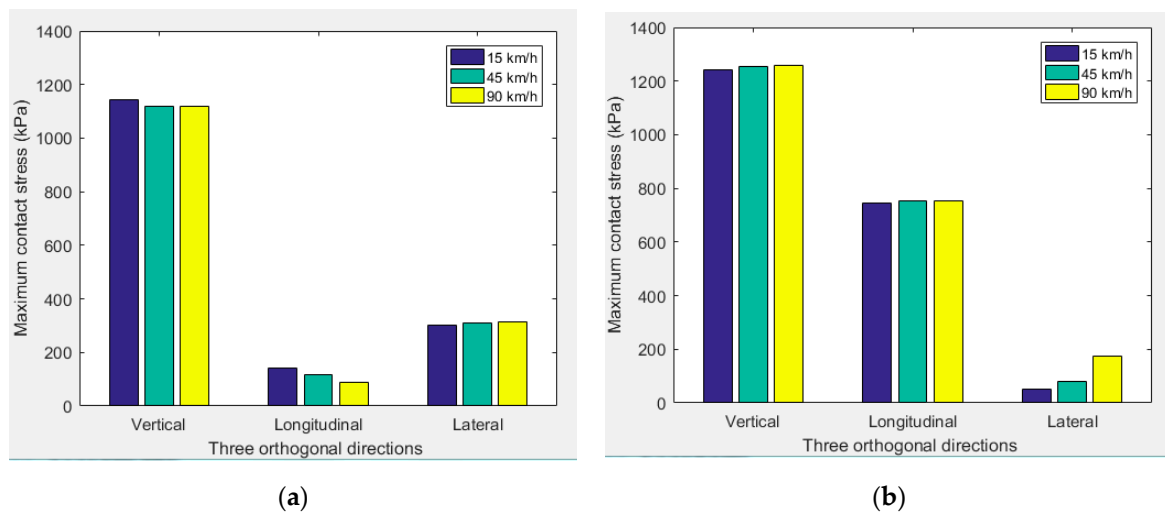 1400
1200
1000
800
600
400
200
0
Maximum contact stress (kPa)
15 km/h
45 km/h
90 km/h
Vertical
Longitudinal
Lateral
Three orthogonal directions
(a)
1400
1200
1000
800
600
400
200
0
Maximum contact stress (kPa)
15 km/h
45 km/h
90 km/h
Vertical
Longitudinal
Lateral
Three orthogonal directions
(b)